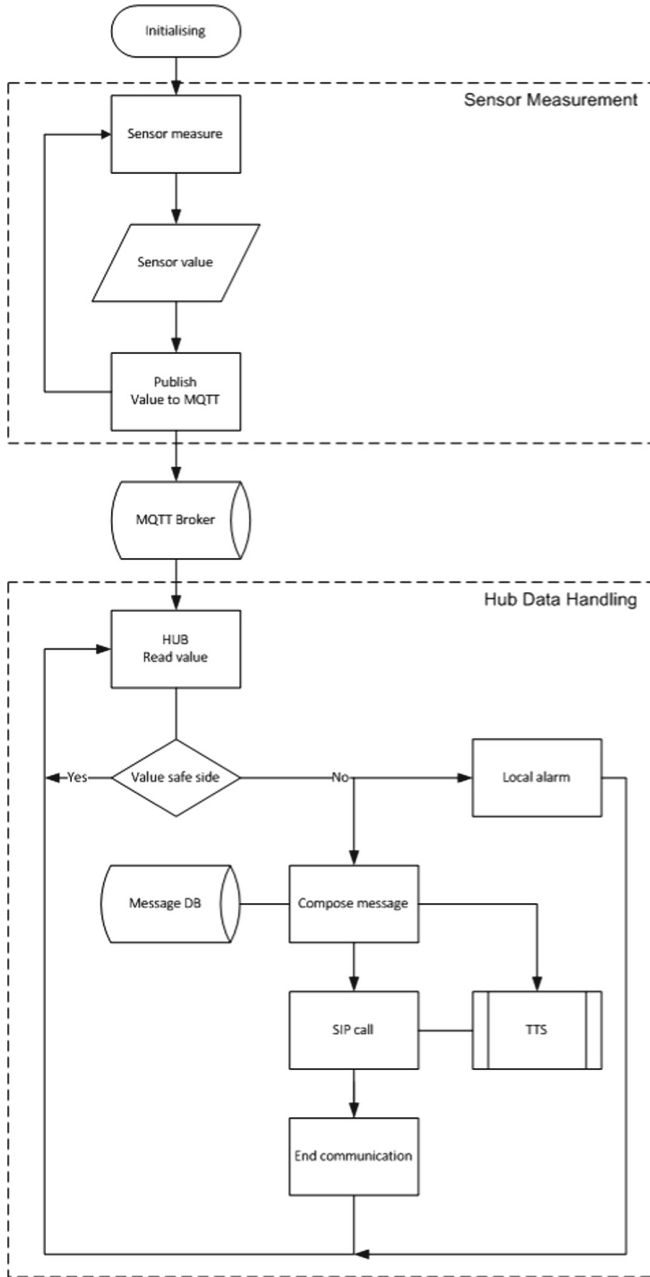 Initialising
Sensor Measurement
Sensor measure
Sensor value
Publish
Value to MQTT
MQTT Broker
Hub Data Handling
HUB
Read value
Yes
Value safe side
No
Local alarm
Message DB
Compose message
SIP call
TTS
End communication